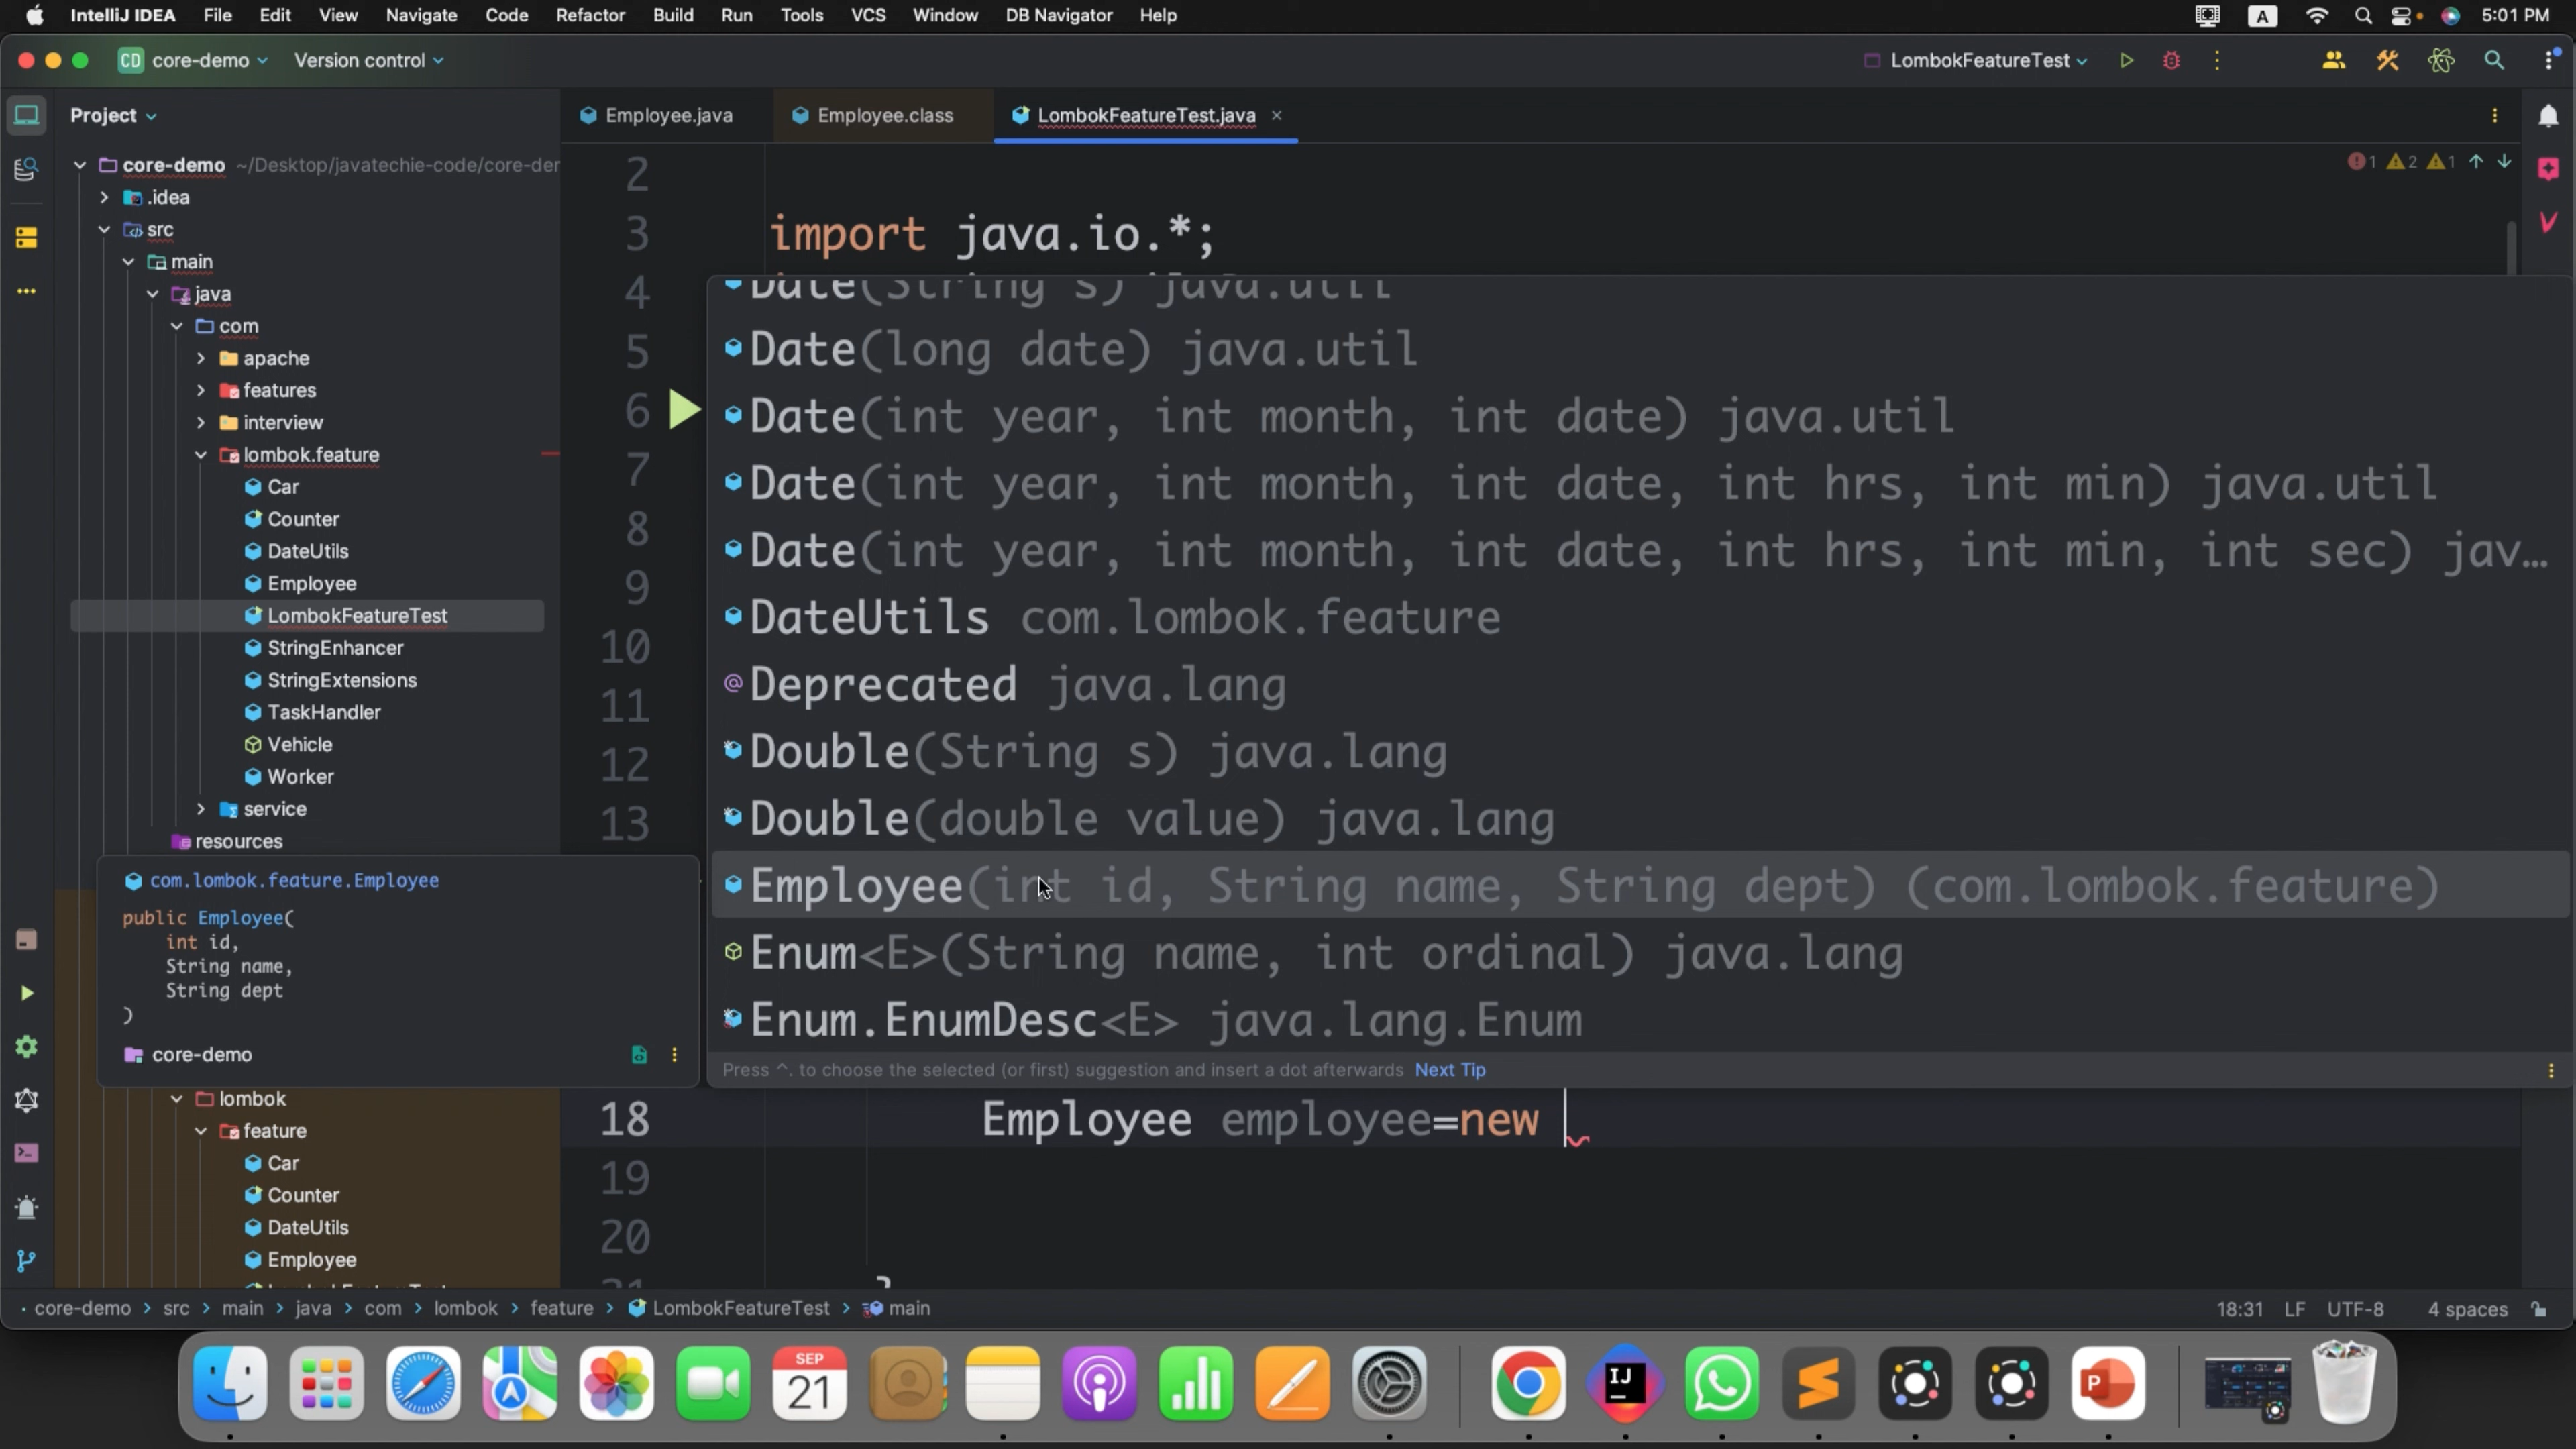 IntelliJ IDEA File Edit View Navigate Code Refactor Build Run Tools VCS Window DB Navigator Help A 5:01 PM
CD core-demo Version control LombokFeatureTest
Project
Employee.java Employee.class LombokFeatureTest.java
core-demo ~/Desktop/javatechie-code/core-der
.idea
src
main
java
com
apache
features
interview
lombok.feature
Car
Counter
DateUtils
Employee
LombokFeatureTest
StringEnhancer
StringExtensions
TaskHandler
Vehicle
Worker
service
resources
1 2 1
2
3 import java.io.*;
4
5
6
7
8
9
10
11
12
13
Date(String s) java.util
Date(long date) java.util
Date(int year, int month, int date) java.util
Date(int year, int month, int date, int hrs, int min) java.util
Date(int year, int month, int date, int hrs, int min, int sec) jav…
DateUtils com.lombok.feature
@ Deprecated java.lang
Double(String s) java.lang
Double(double value) java.lang
Employee(int id, String name, String dept) (com.lombok.feature)
Enum<E>(String name, int ordinal) java.lang
Enum.EnumDesc<E> java.lang.Enum
Press ^. to choose the selected (or first) suggestion and insert a dot afterwards Next Tip
com.lombok.feature.Employee
public Employee(
int id,
String name,
String dept
)
core-demo
lombok
feature
Car
Counter
DateUtils
Employee
18 Employee employee=new
19
20
21 }
core-demo > src > main > java > com > lombok > feature > LombokFeatureTest > main 18:31 LF UTF-8 4 spaces
SEP
21
IJ
P